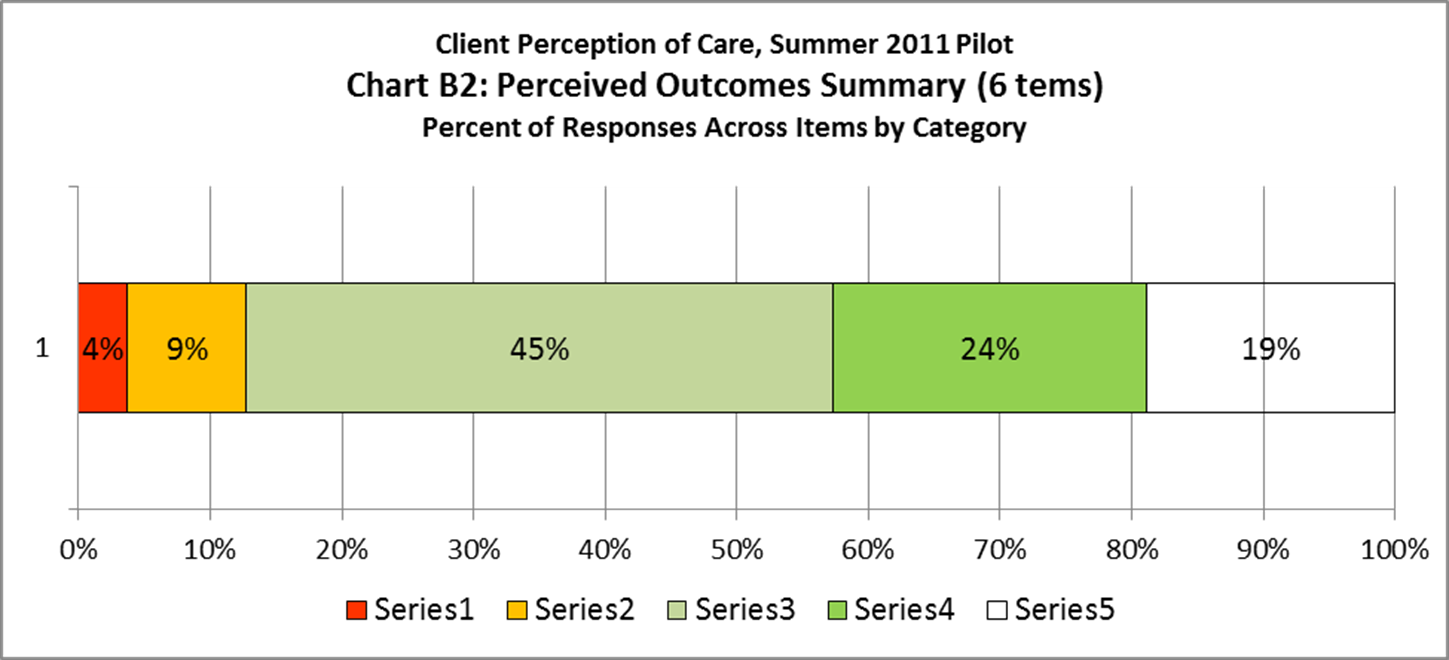 Client Perception of Care, Summer 2011 Pilot
Chart B2: Perceived Outcomes Summary (6 tems)
Percent of Responses Across Items by Category
1 4% 9% 45% 24% 19%
0% 10% 20% 30% 40% 50% 60% 70% 80% 90% 100%
Series1 Series2 Series3 Series4 Series5